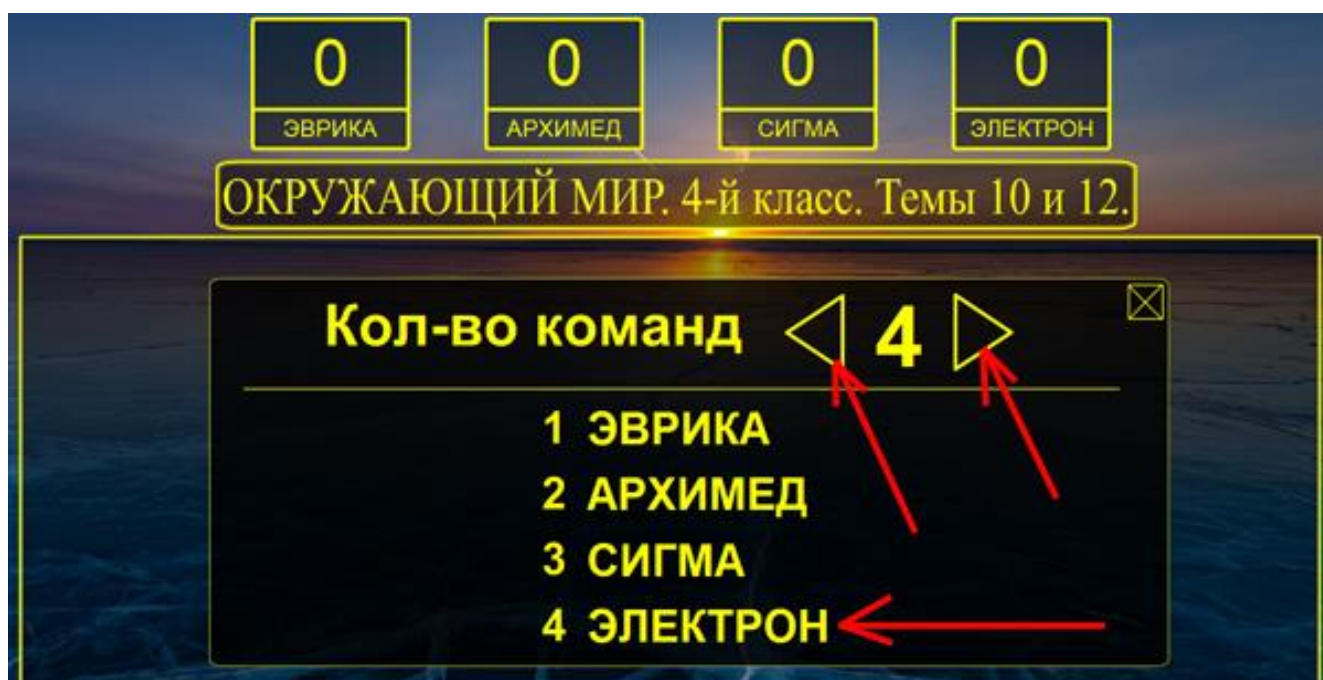 0 0 0 0
ЭВРИКА АРХИМЕД СИГМА ЭЛЕКТРОН
ОКРУЖАЮЩИЙ МИР. 4-й класс. Темы 10 и 12.
Кол-во команд 4
1 ЭВРИКА
2 АРХИМЕД
3 СИГМА
4 ЭЛЕКТРОН